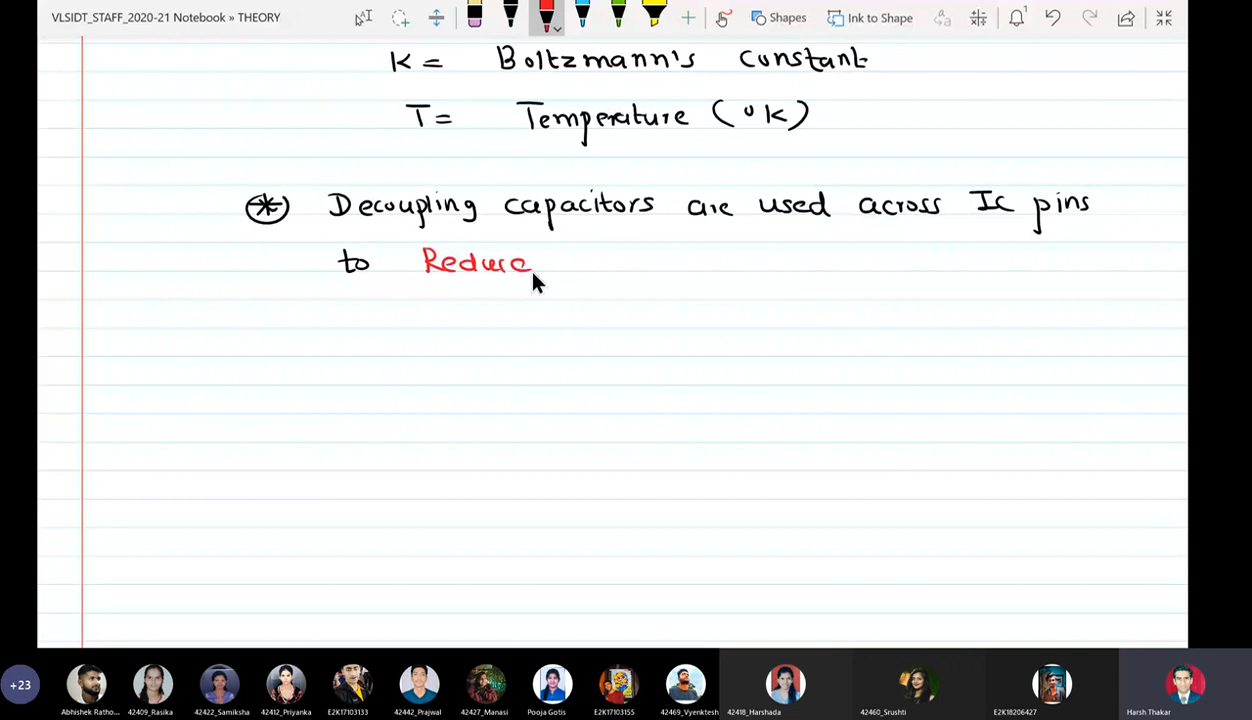 VLSIDT_STAFF_2020-21 Notebook » THEORY
Shapes
Ink to Shape
K = Boltzmann's constant
T = Temperature (°K)
* Decoupling capacitors are used across Ic pins
to Reduce
+23
Abhishek Ratho...
42409_Rasika
42422_Samiksha
42412_Priyanka
E2K17103133
42442_Prajwal
42427_Manasi
Pooja Gotis
E2K17103155
42469_Vyenktesh
42418_Harshada
42460_Srushti
E2K18206427
Harsh Thakar